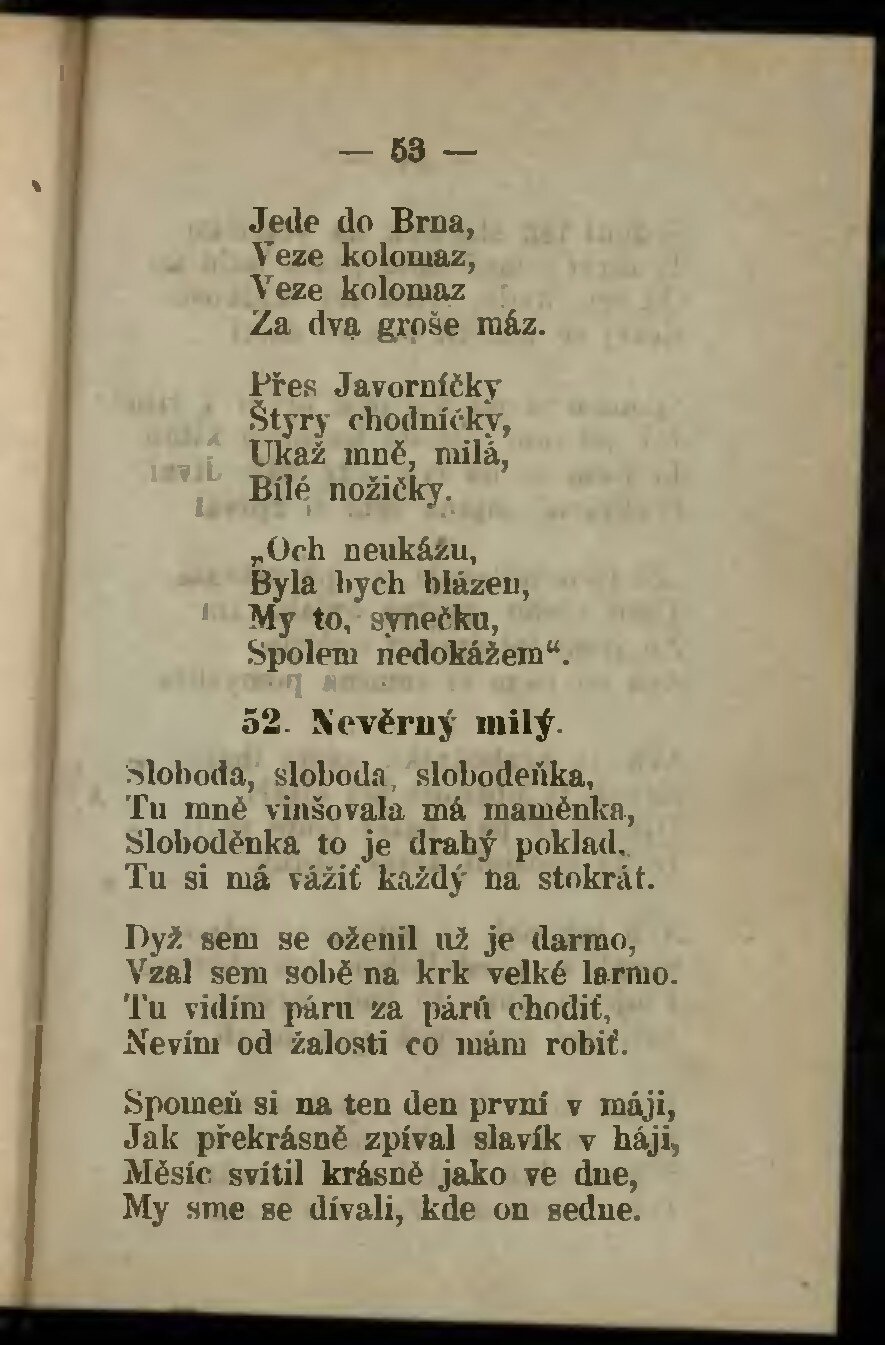 — 53 —
Jede do Brna,
Veze kolomaz,
Veze kolomaz
Za dva groše máz.
Přes Javorníčky
Štyry chodníčky,
Ukaž mně, milá,
Bílé nožičky.
„Och neukážu,
Byla bych blázen,
My to, synečku,
Spolem nedokážem“.
52. Nevěrný milý.
Sloboda, sloboda, slobodeňka,
Tu mně vinšovala má maměnka,
Sloboděnka to je drahý poklad,
Tu si má vážiť každý na stokrát.
Dyž sem se oženil už je darmo,
Vzal sem sobě na krk velké larmo.
Tu vidím páru za párú chodiť,
Nevím od žalosti co mám robiť.
Spomeň si na ten den první v máji,
Jak překrásně zpíval slavík v háji,
Měsíc svítil krásně jako ve dne,
My sme se dívali, kde on sedne.